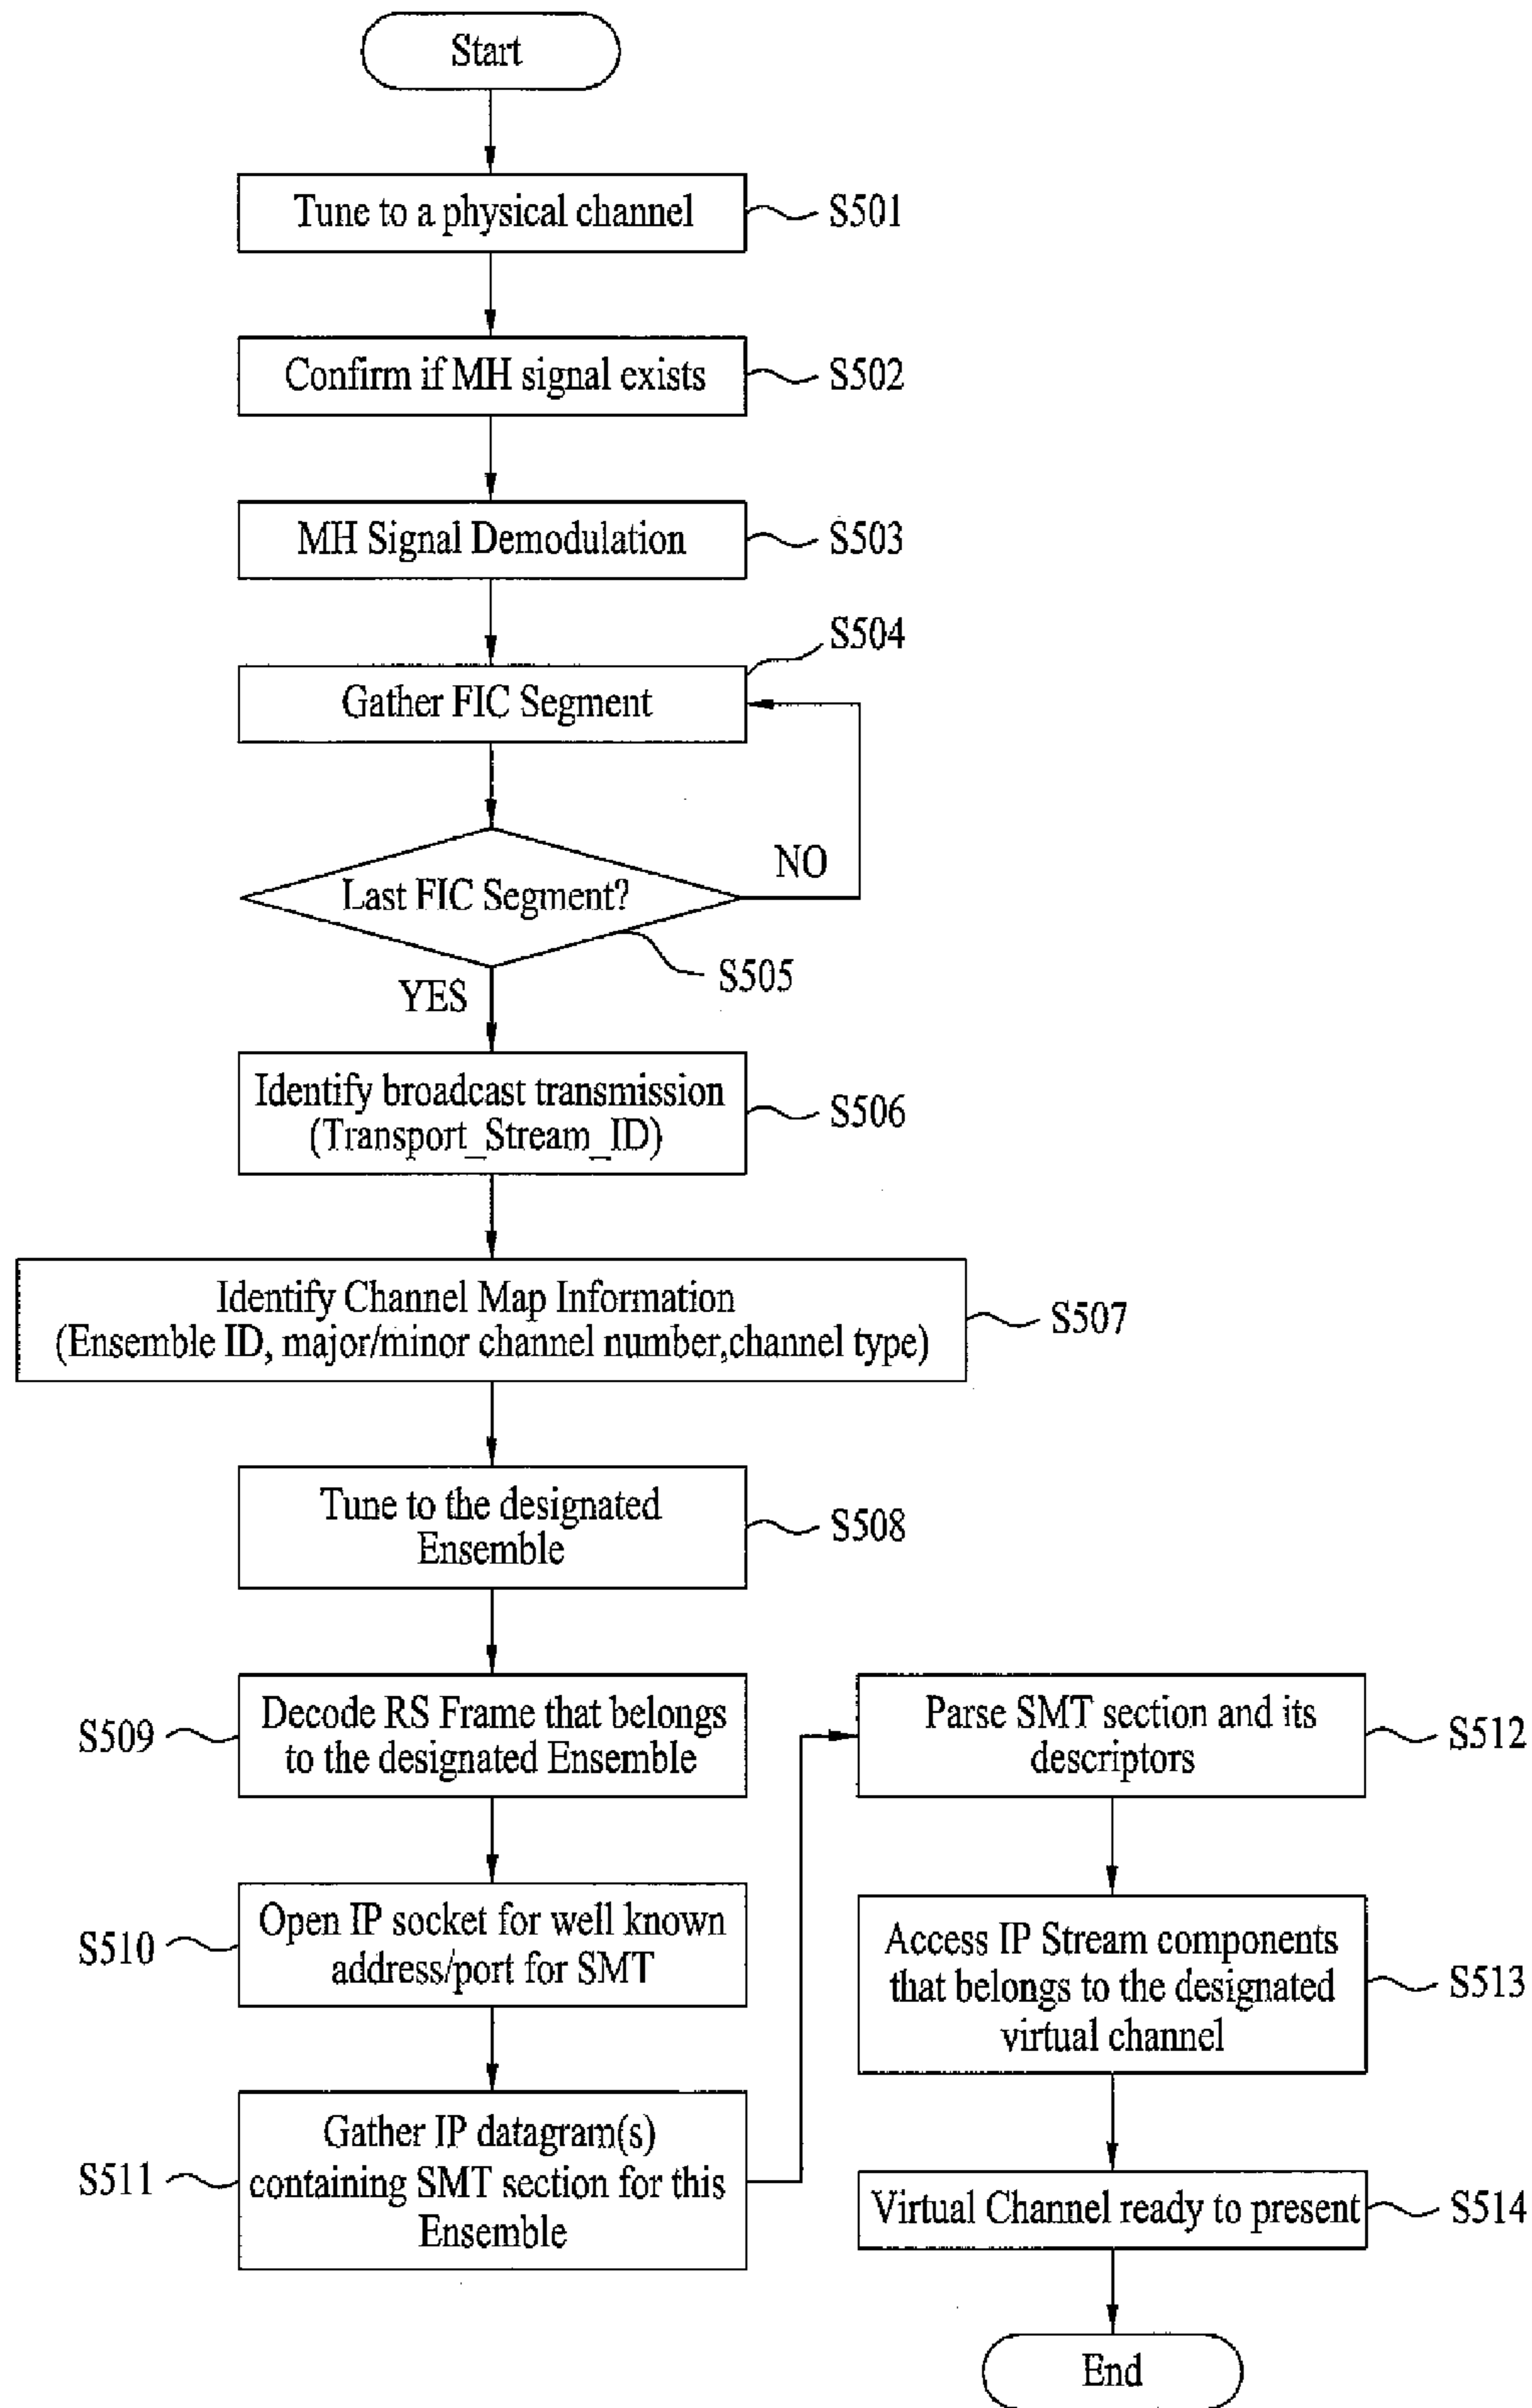 Start
Tune to a physical channel
S501
Confirm if MH signal exists
S502
MH Signal Demodulation
S503
S504
Gather FIC Segment
NO
Last FIC Segment?
S505
YES
Identify broadcast transmission
(Transport_Stream_ID)
S506
Identify Channel Map Information
(Ensemble ID, major/minor channel number,channel type)
S507
Tune to the designated
Ensemble
S508
S509
Decode RS Frame that belongs
to the designated Ensemble
S510
Open IP socket for well known
address/port for SMT
S511
Gather IP datagram(s)
containing SMT section for this
Ensemble
Parse SMT section and its
descriptors
S512
Access IP Stream components
that belongs to the designated
virtual channel
S513
Virtual Channel ready to present
S514
End